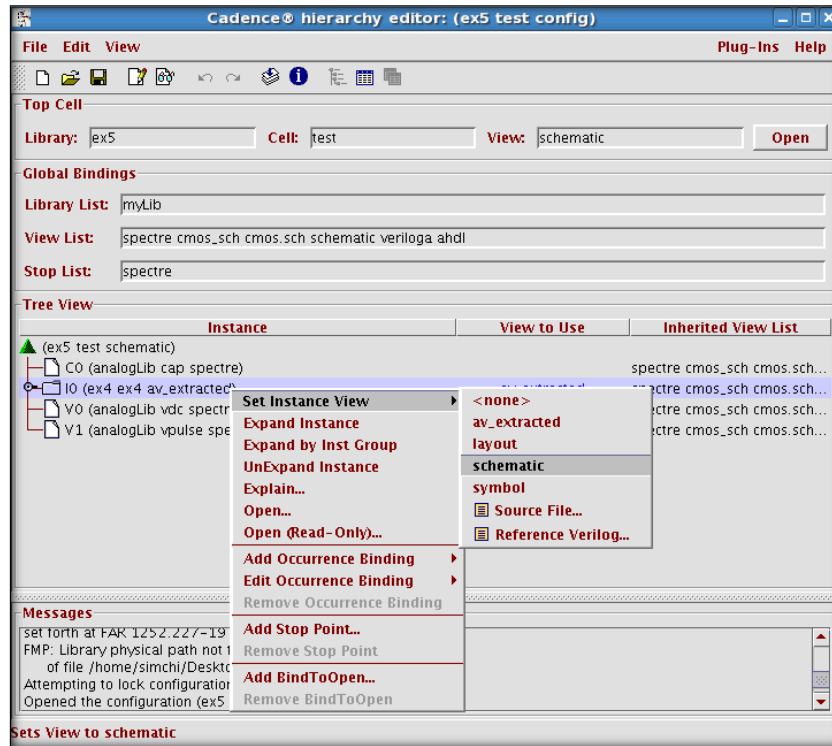 Cadence® hierarchy editor: (ex5 test config)
File Edit View Plug-Ins Help
Top Cell
Library: ex5 Cell: test View: schematic Open
Global Bindings
Library List: myLib
View List: spectre cmos_sch cmos.sch schematic veriloga ahdl
Stop List: spectre
Tree View
Instance View to Use Inherited View List
(ex5 test schematic)
C0 (analogLib cap spectre) spectre cmos_sch cmos.sch...
I0 (ex4 ex4 av_extracted) av_extracted spectre cmos_sch cmos.sch...
V0 (analogLib vdc spectr ectre cmos_sch cmos.sch...
V1 (analogLib vpulse spe ectre cmos_sch cmos.sch...
Set Instance View
Expand Instance
Expand by Inst Group
UnExpand Instance
Explain...
Open...
Open (Read-Only)...
Add Occurrence Binding
Edit Occurrence Binding
Remove Occurrence Binding
Add Stop Point...
Remove Stop Point
Add BindToOpen...
Remove BindToOpen
<none>
av_extracted
layout
schematic
symbol
Source File...
Reference Verilog...
Messages
set forth at FAR 1252.227-19
FMP: Library physical path not f
of file /home/simchi/Deskto
Attempting to lock configuration
Opened the configuration (ex5
Sets View to schematic